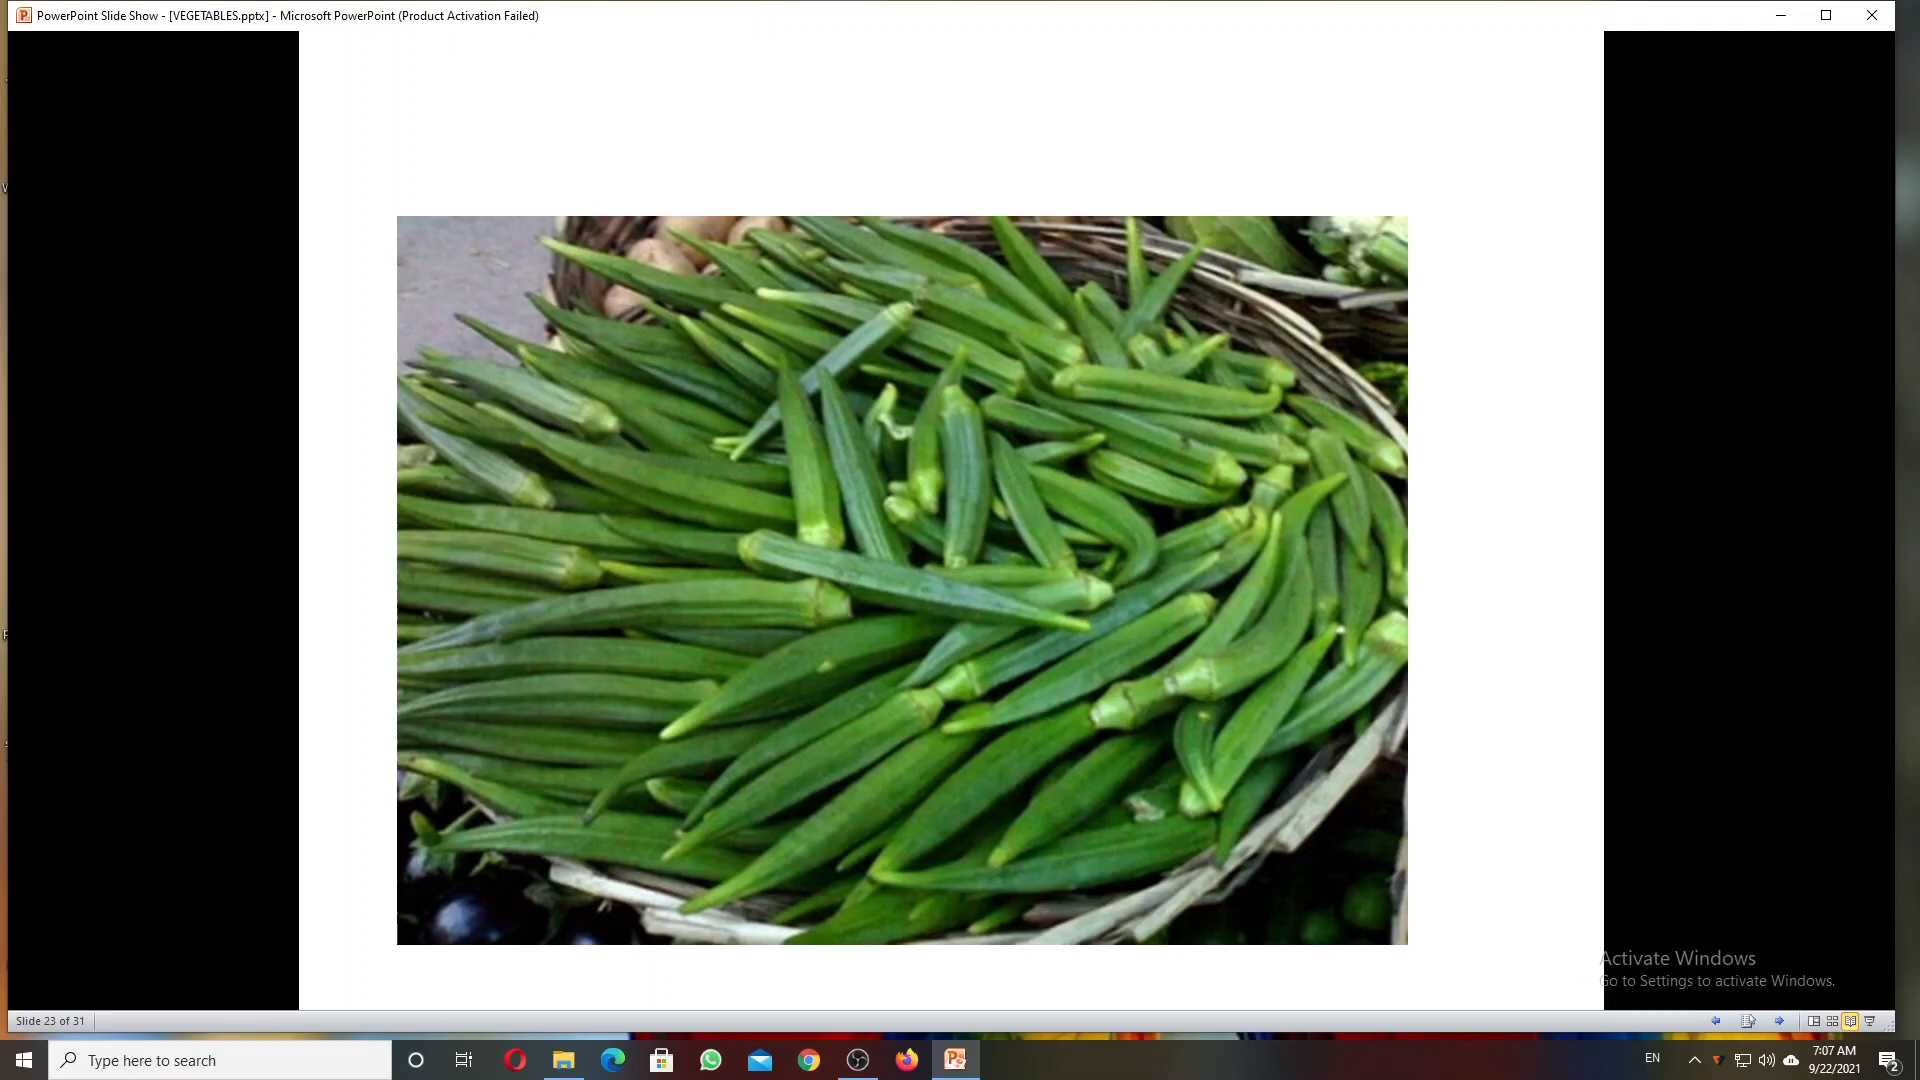 PowerPoint Slide Show - [VEGETABLES.pptx] - Microsoft PowerPoint (Product Activation Failed)
Activate Windows
Go to Settings to activate Windows.
Slide 23 of 31
Type here to search
EN
7:07 AM
9/22/2021
2